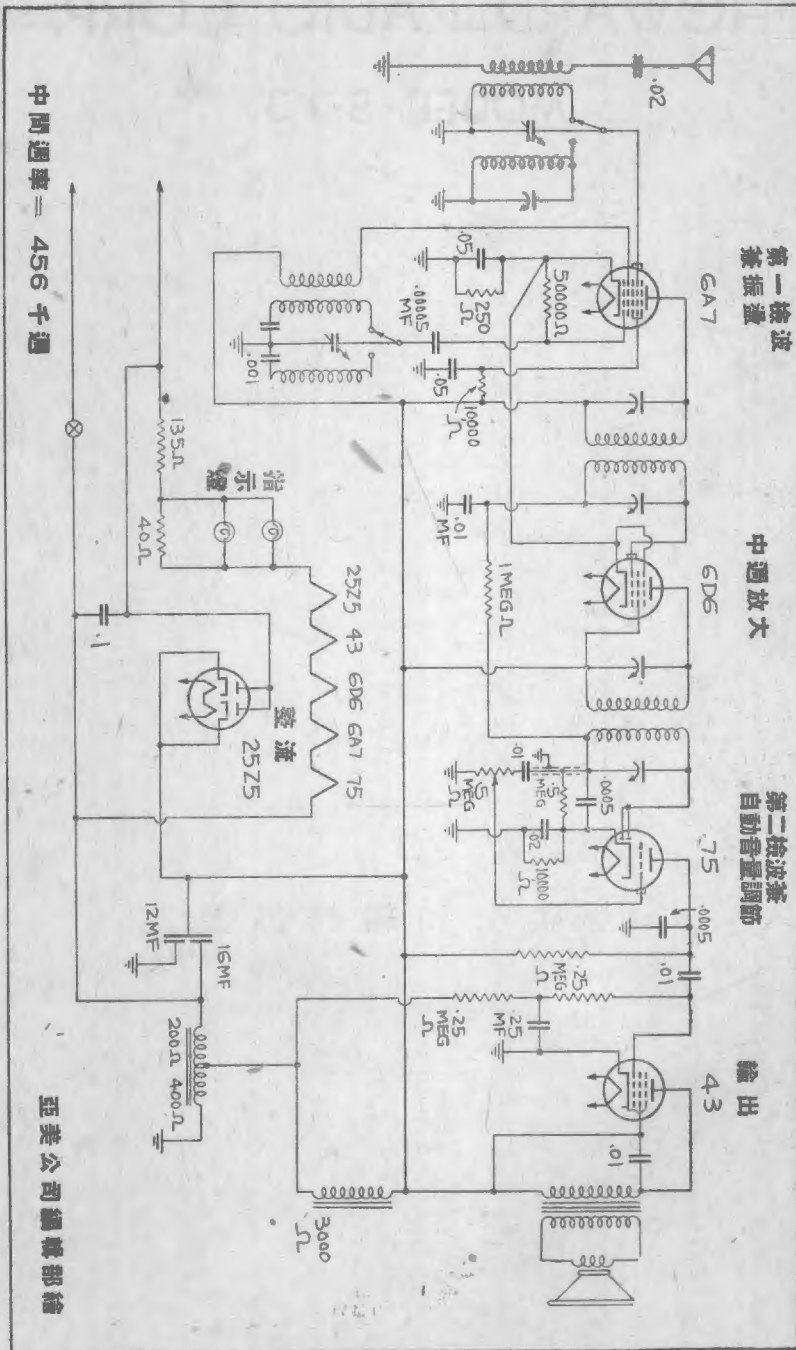 第一檢波
兼振盪
6A7
中週放大
6D6
第二檢波兼
自動音量調節
75
輸出
43
.02
.05
250
Ω
50000Ω
.00005
MF
.05
10000
Ω
.001
.01
MF
1 MEG Ω
.0005
.01
.5
MEG
.5
MEG
Ω
.02
10000
Ω
.0005
.01
.25
MEG
Ω
.25
MEG
Ω
.25
MF
.01
135Ω
40Ω
指示燈
25Z5 43 6D6 6A7 75
.1
整流
25Z5
12MF
16MF
200Ω 400Ω
3000
Ω
中間週率 = 456 千週
亞美公司編輯部繪